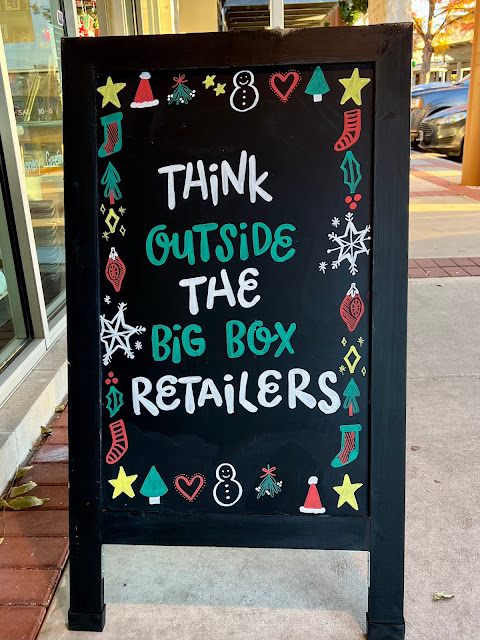 THiNK
OUTSIDE
THE
BiG BOX
RETAiLERS